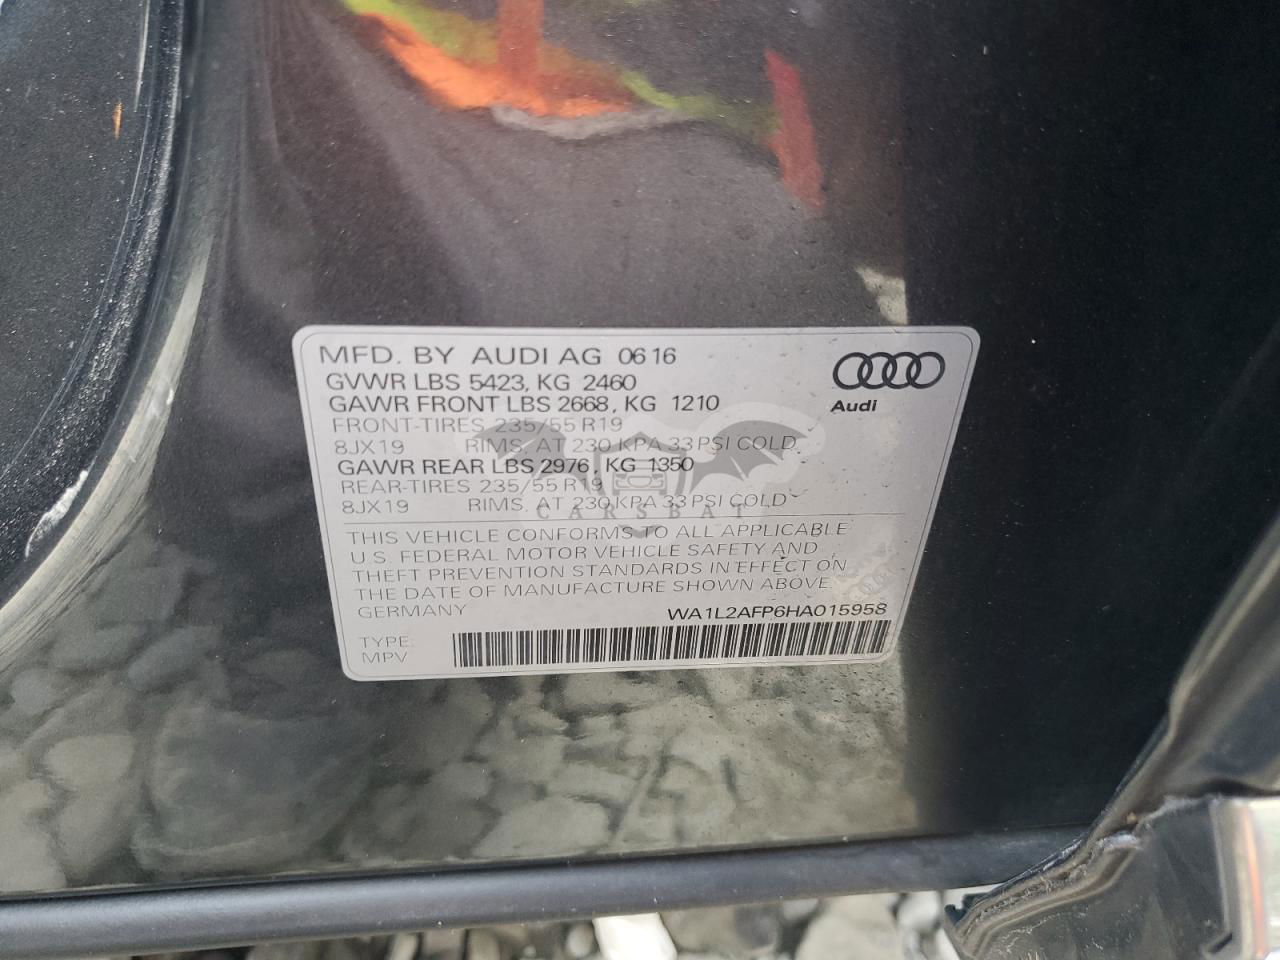 MFD. BY AUDI AG 0616
GVWR LBS 5423, KG 2460
GAWR FRONT LBS 2668, KG 1210
FRONT-TIRES 235/55 R19
8JX19 RIMS, AT 230 KPA 33 PSI COLD
GAWR REAR LBS 2976, KG 1350
REAR-TIRES 235/55 R19
8JX19 RIMS, AT 230 KPA 33 PSI COLD
Audi
CARSBAT
THIS VEHICLE CONFORMS TO ALL APPLICABLE
U.S. FEDERAL MOTOR VEHICLE SAFETY AND
THEFT PREVENTION STANDARDS IN EFFECT ON
THE DATE OF MANUFACTURE SHOWN ABOVE
GERMANY WA1L2AFP6HA015958
TYPE:
MPV